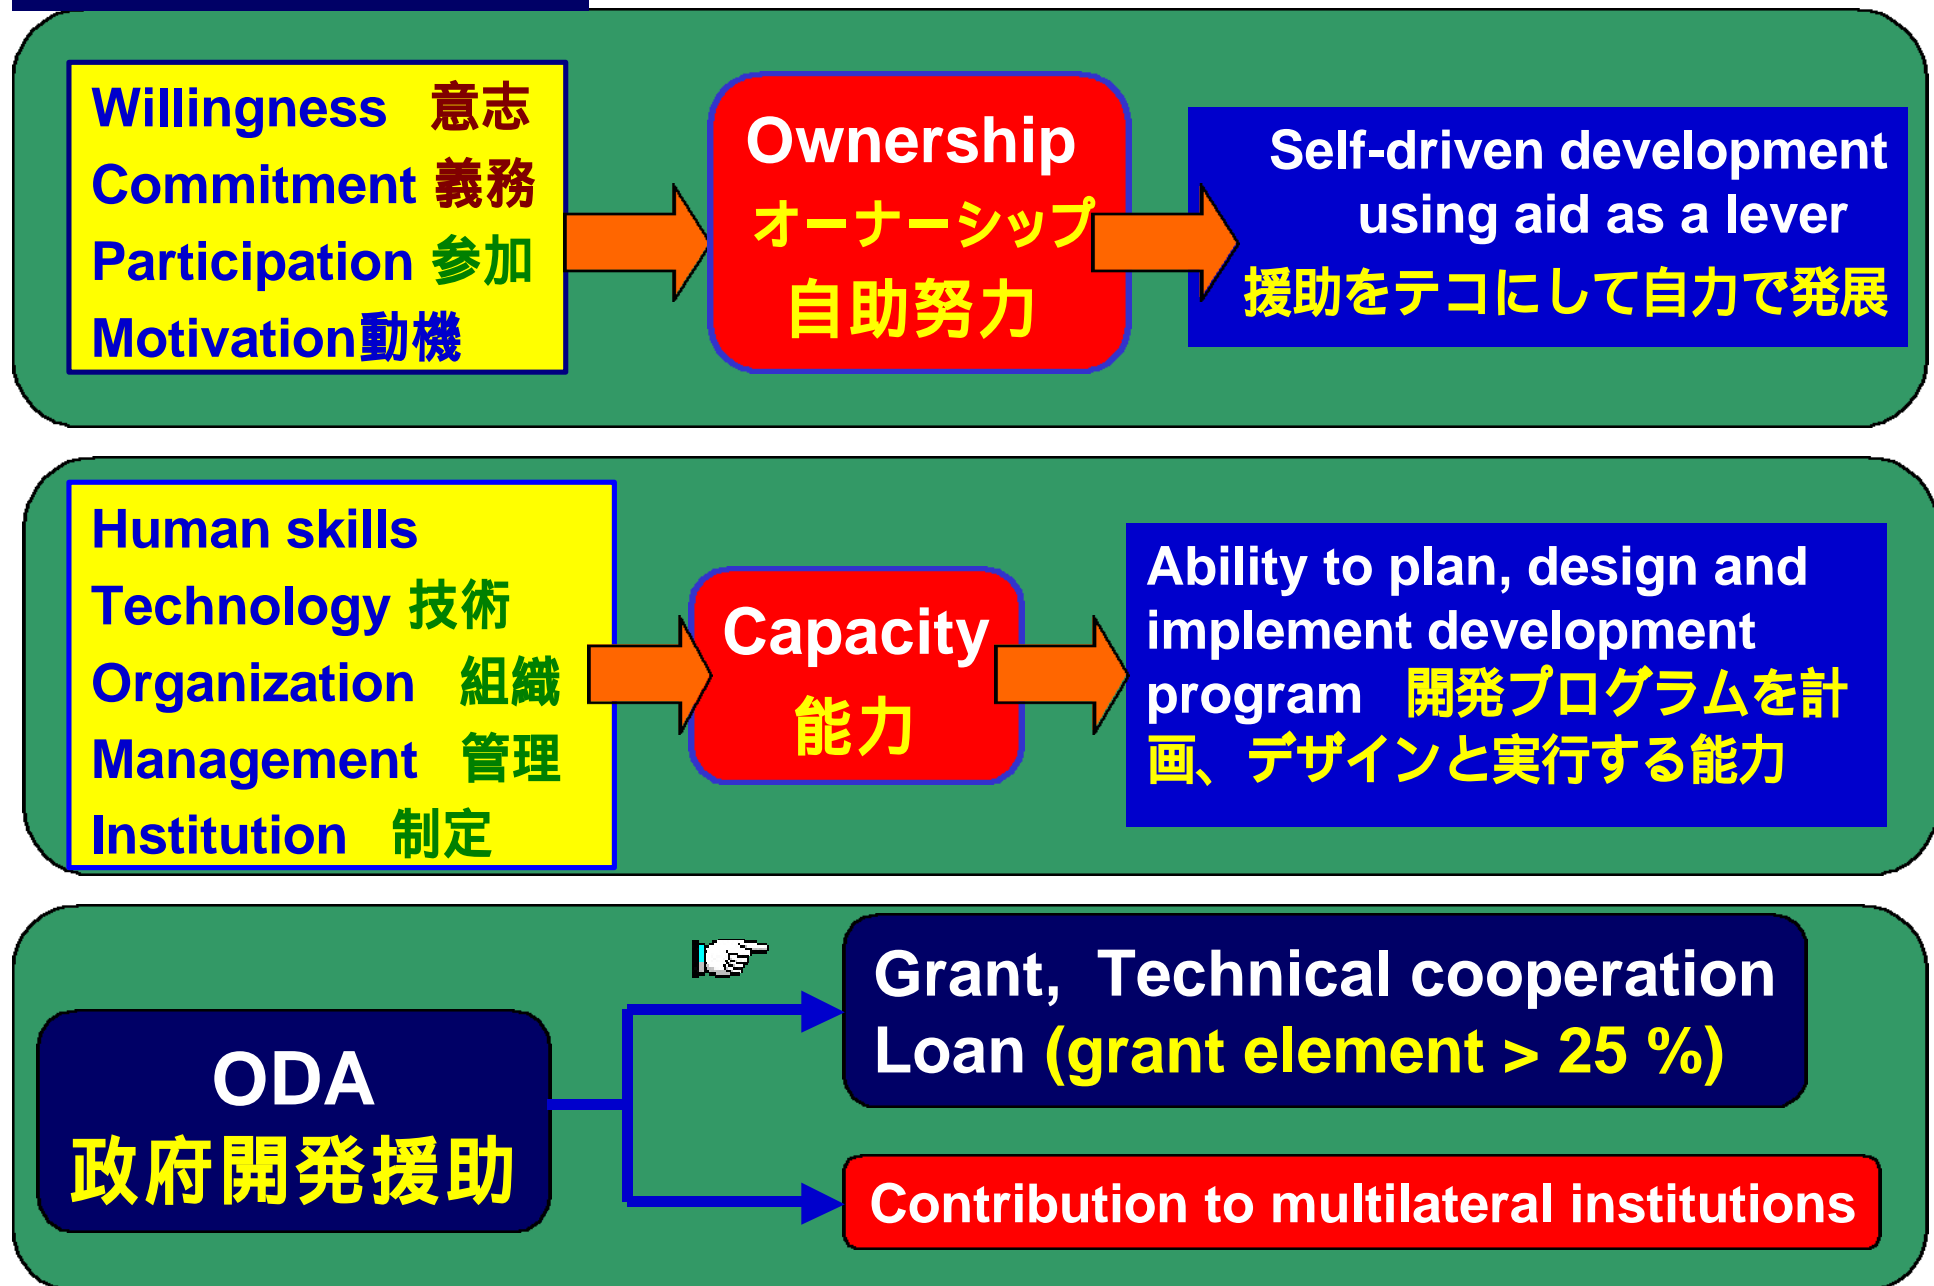 Willingness 意志
Commitment 義務
Participation 参加
Motivation動機
Ownership
オーナーシップ
自助努力
Self-driven development
using aid as a lever
援助をテコにして自力で発展
Human skills
Technology 技術
Organization 組織
Management 管理
Institution 制定
Capacity
能力
Ability to plan, design and
implement development
program 開発プログラムを計
画、デザインと実行する能力
ODA
政府開発援助
Grant, Technical cooperation
Loan (grant element > 25 %)
Contribution to multilateral institutions